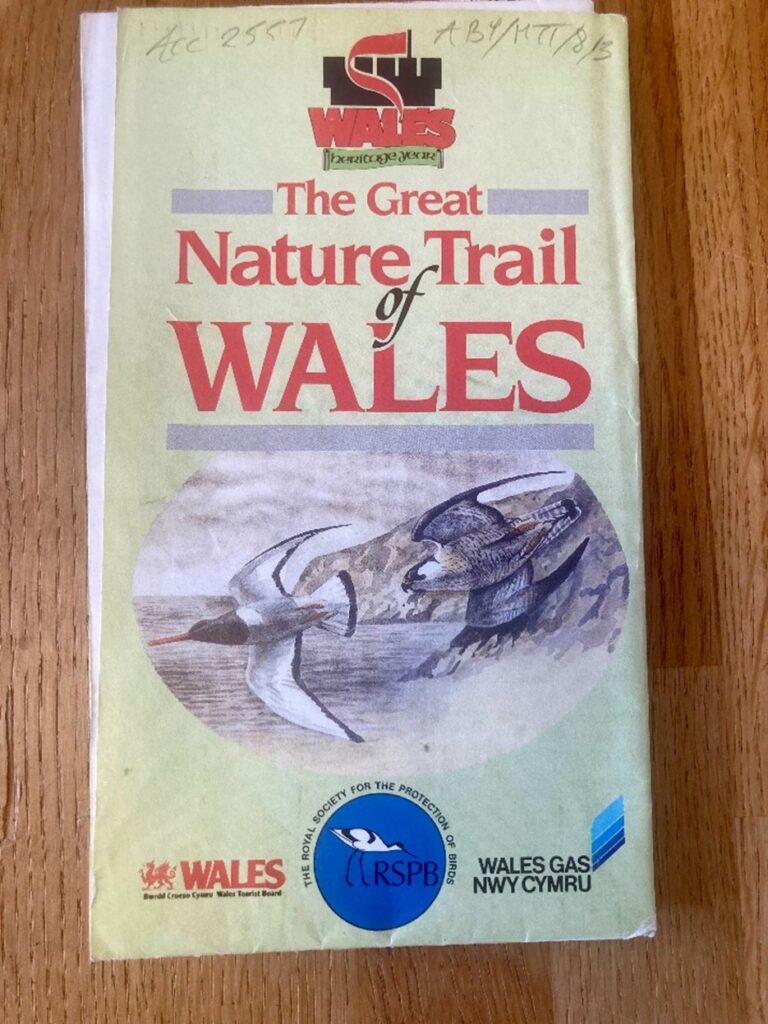 Acc 2557
ABY/MTT/8/3
WALES
heritage year
The Great
Nature Trail
of
WALES
THE ROYAL SOCIETY FOR THE PROTECTION OF BIRDS
RSPB
WALES
Bwrdd Croeso Cymru Wales Tourist Board
WALES GAS
NWY CYMRU